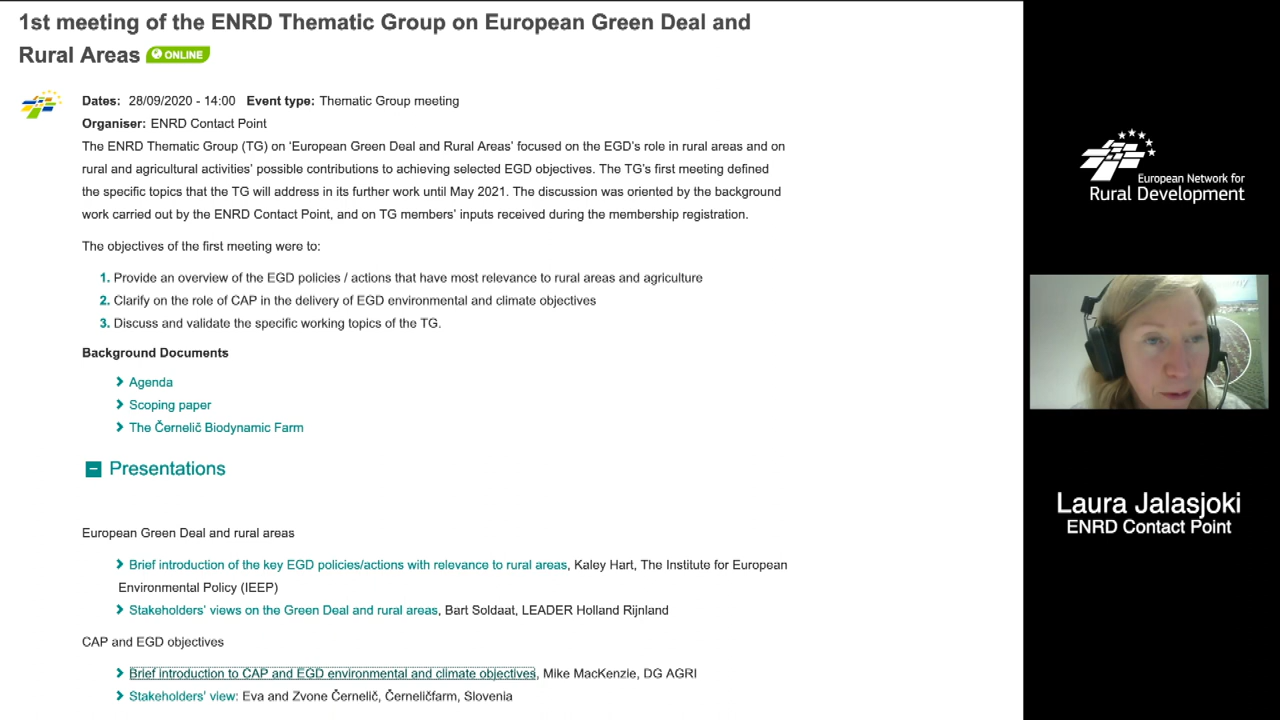 1st meeting of the ENRD Thematic Group on European Green Deal and
Rural Areas ONLINE
Dates: 28/09/2020 - 14:00 Event type: Thematic Group meeting
Organiser: ENRD Contact Point
The ENRD Thematic Group (TG) on ‘European Green Deal and Rural Areas’ focused on the EGD’s role in rural areas and on
rural and agricultural activities’ possible contributions to achieving selected EGD objectives. The TG’s first meeting defined
the specific topics that the TG will address in its further work until May 2021. The discussion was oriented by the background
work carried out by the ENRD Contact Point, and on TG members’ inputs received during the membership registration.
The objectives of the first meeting were to:
1. Provide an overview of the EGD policies / actions that have most relevance to rural areas and agriculture
2. Clarify on the role of CAP in the delivery of EGD environmental and climate objectives
3. Discuss and validate the specific working topics of the TG.
Background Documents
Agenda
Scoping paper
The Černelič Biodynamic Farm
Presentations
European Green Deal and rural areas
Brief introduction of the key EGD policies/actions with relevance to rural areas, Kaley Hart, The Institute for European
Environmental Policy (IEEP)
Stakeholders’ views on the Green Deal and rural areas, Bart Soldaat, LEADER Holland Rijnland
CAP and EGD objectives
Brief introduction to CAP and EGD environmental and climate objectives, Mike MacKenzie, DG AGRI
Stakeholders’ view: Eva and Zvone Černelič, Černeličfarm, Slovenia
European Network for
Rural Development
Laura Jalasjoki
ENRD Contact Point